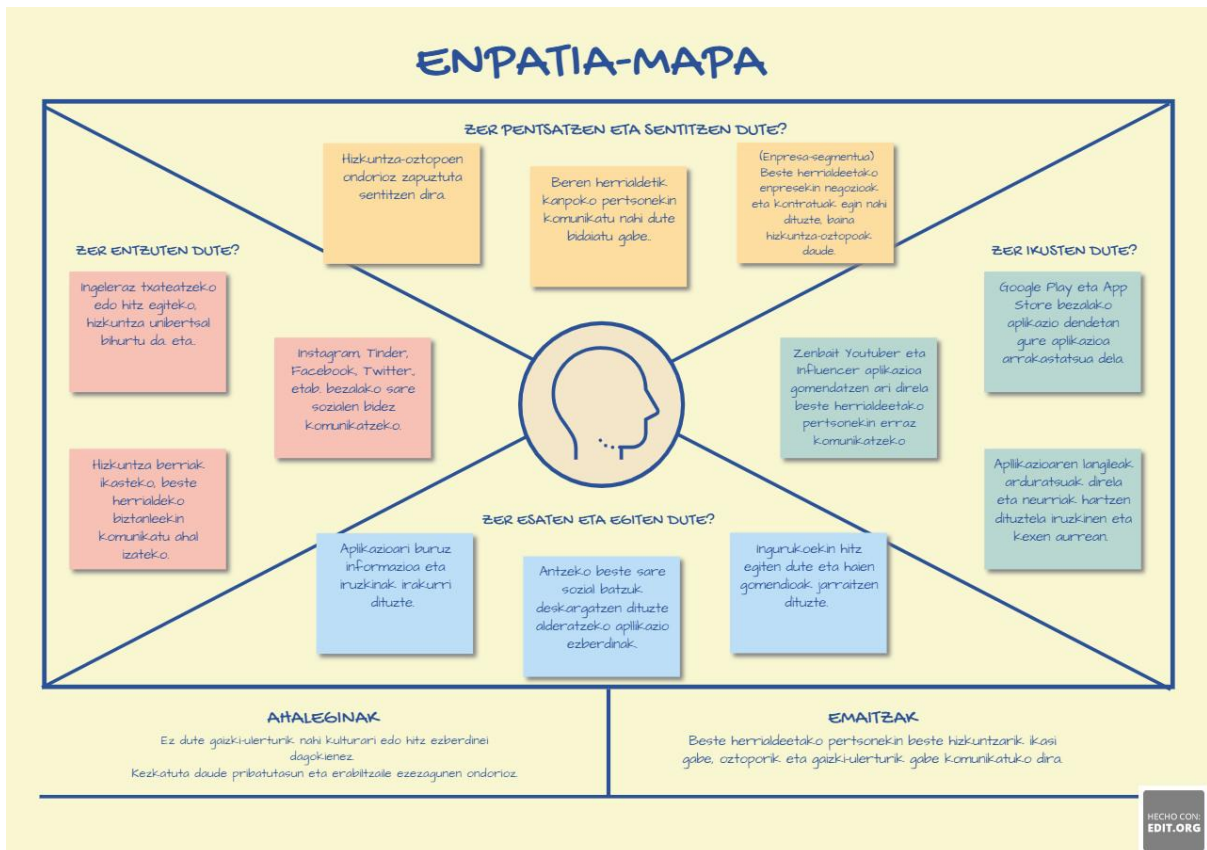 ENPATIA-MAPA
ZER PENTSATZEN ETA SENTITZEN DUTE?
Hizkuntza-oztopoen
ondorioz zapuztuta
sentitzen dira.
Beren herrialdetik
kanpoko pertsonekin
komunikatu nahi dute
bidaiatu gabe..
(Enpresa-segmentua)
Beste herrialdeetako
enpresekin negozioak
eta kontratuak egin nahi
dituzte, baina
hizkuntza-oztopoak
daude.
ZER ENTZUTEN DUTE?
Ingeleraz txateatzeko
edo hitz egiteko,
hizkuntza unibertsal
bihurtu da eta..
Instagram, Tinder,
Facebook, Twitter,
etab. bezalako sare
sozialen bidez
komunikatzeko.
Hizkuntza berriak
ikasteko, beste
herrialdeko
biztanleekin
komunikatu ahal
izateko.
ZER IKUSTEN DUTE?
Google Play eta App
Store bezalako
aplikazio dendetan
gure aplikazioa
arrakastatsua dela.
Zenbait Youtuber eta
Influencer aplikazioa
gomendatzen ari direla
beste herrialdeetako
pertsonekin erraz
komunikatzeko
Apllikazioaren langileak
arduratsuak direla
eta neurriak hartzen
dituztela iruzkinen eta
kexen aurrean.
ZER ESATEN ETA EGITEN DUTE?
Aplikazioari buruz
informazioa eta
iruzkinak irakurri
dituzte.
Antzeko beste sare
sozial batzuk
deskargatzen dituzte
alderatzeko apllikazio
ezberdinak.
Ingurukoekin hitz
egiten dute eta haien
gomendioak jarraitzen
dituzte.
AHALEGINAK
Ez dute gaizki-ulerturik nahi kulturari edo hitz ezberdinei
dagokienez.
Kezkatuta daude pribatutasun eta erabiltzaile ezezagunen ondorioz.
EMAITZAK
Beste herrialdeetako pertsonekin beste hizkuntzarik ikasi
gabe, oztoporik eta gaizki-ulerturik gabe komunikatuko dira.
HECHO CON:
EDIT.ORG